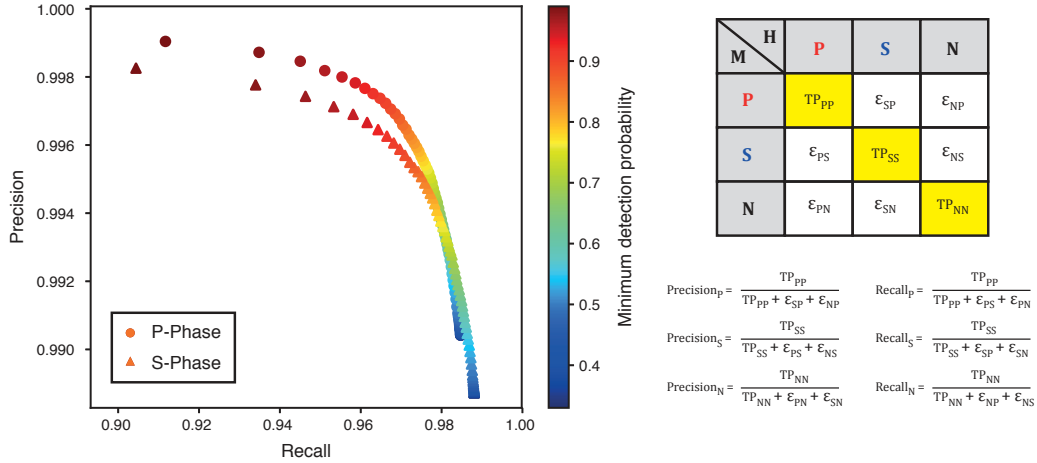 1.000
0.998
0.996
0.994
0.992
0.990
Precision
0.90 0.92 0.94 0.96 0.98 1.00
Recall
P-Phase
S-Phase
0.9
0.8
0.7
0.6
0.5
0.4
Minimum detection probability
H
M
P S N
P TP_PP ε_SP ε_NP
S ε_PS TP_SS ε_NS
N ε_PN ε_SN TP_NN
Precision_P = TP_PP / TP_PP + ε_SP + ε_NP
Recall_P = TP_PP / TP_PP + ε_PS + ε_PN
Precision_S = TP_SS / TP_SS + ε_PS + ε_NS
Recall_S = TP_SS / TP_SS + ε_SP + ε_SN
Precision_N = TP_NN / TP_NN + ε_PN + ε_SN
Recall_N = TP_NN / TP_NN + ε_NP + ε_NS